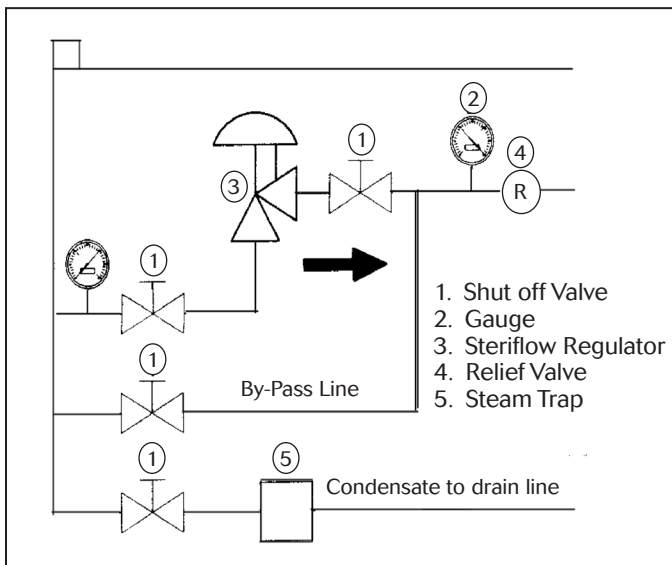 2
1
4
3
R
1
1. Shut off Valve
2. Gauge
3. Steriflow Regulator
4. Relief Valve
5. Steam Trap
1
By-Pass Line
1
5
Condensate to drain line